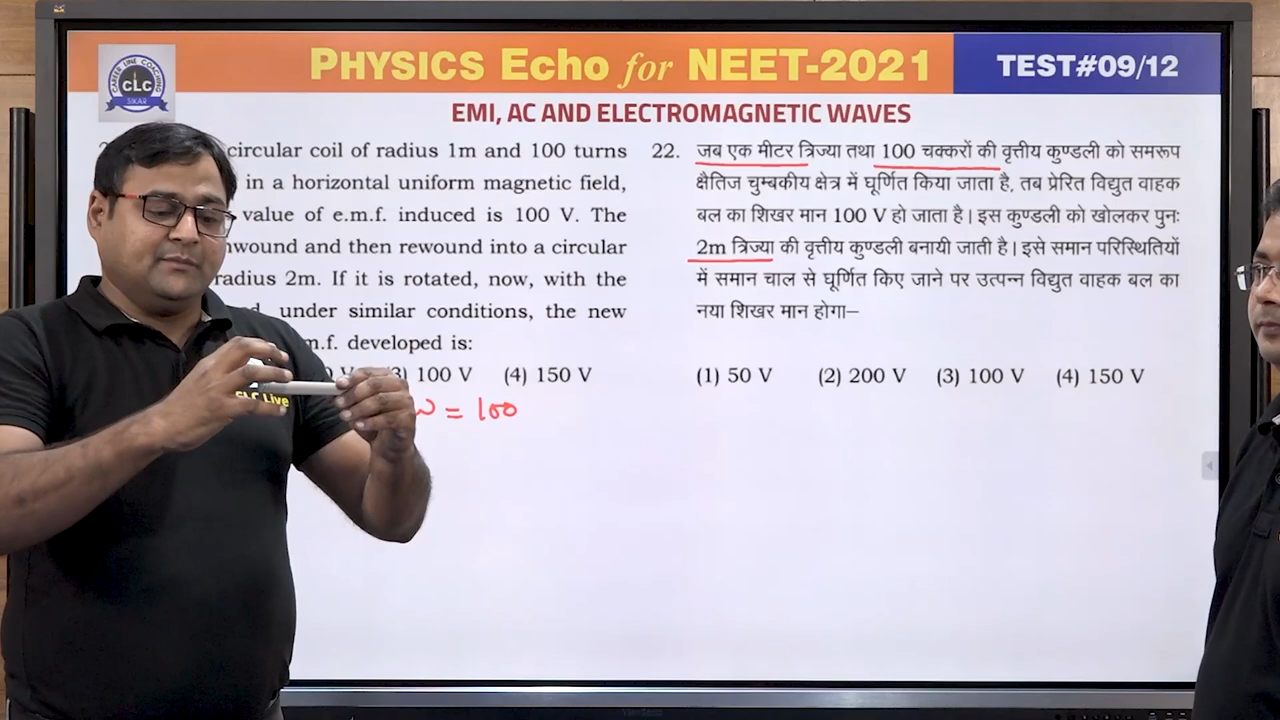 PHYSICS Echo for NEET-2021
TEST#09/12
CAREER LINE COACHING
CLC
SIKAR
EMI, AC AND ELECTROMAGNETIC WAVES
circular coil of radius 1m and 100 turns
in a horizontal uniform magnetic field,
value of e.m.f. induced is 100 V. The
and then rewound into a circular
radius 2m. If it is rotated, now, with the
under similar conditions, the new
developed is:
(3) 100 V (4) 150 V
ω = 100
22. जब एक मीटर त्रिज्या तथा 100 चक्करों की वृत्तीय कुण्डली को समरूप
क्षैतिज चुम्बकीय क्षेत्र में घूर्णित किया जाता है, तब प्रेरित विद्युत वाहक
बल का शिखर मान 100 V हो जाता है। इस कुण्डली को खोलकर पुनः
2m त्रिज्या की वृत्तीय कुण्डली बनायी जाती है। इसे समान परिस्थितियों
में समान चाल से घूर्णित किए जाने पर उत्पन्न विद्युत वाहक बल का
नया शिखर मान होगा–
(1) 50 V (2) 200 V (3) 100 V (4) 150 V
CLC Live